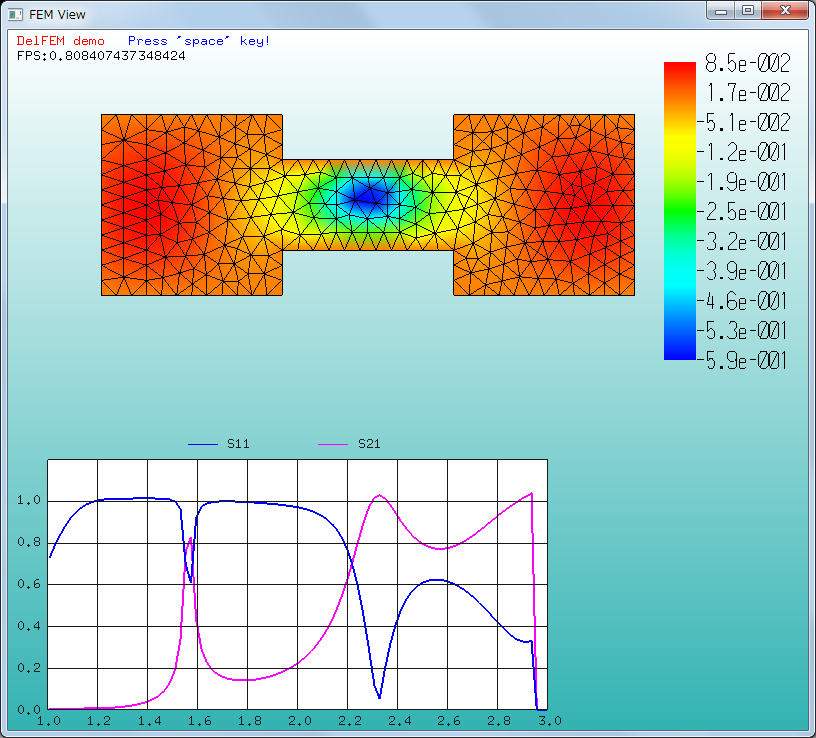 FEM View
DelFEM demo Press "space" key!
FPS:0.808407437348424
8.5e-002
1.7e-002
-5.1e-002
-1.2e-001
-1.9e-001
-2.5e-001
-3.2e-001
-3.9e-001
-4.6e-001
-5.3e-001
-5.9e-001
S11 S21
1.0
0.8
0.6
0.4
0.2
0.0
1.0 1.2 1.4 1.6 1.8 2.0 2.2 2.4 2.6 2.8 3.0